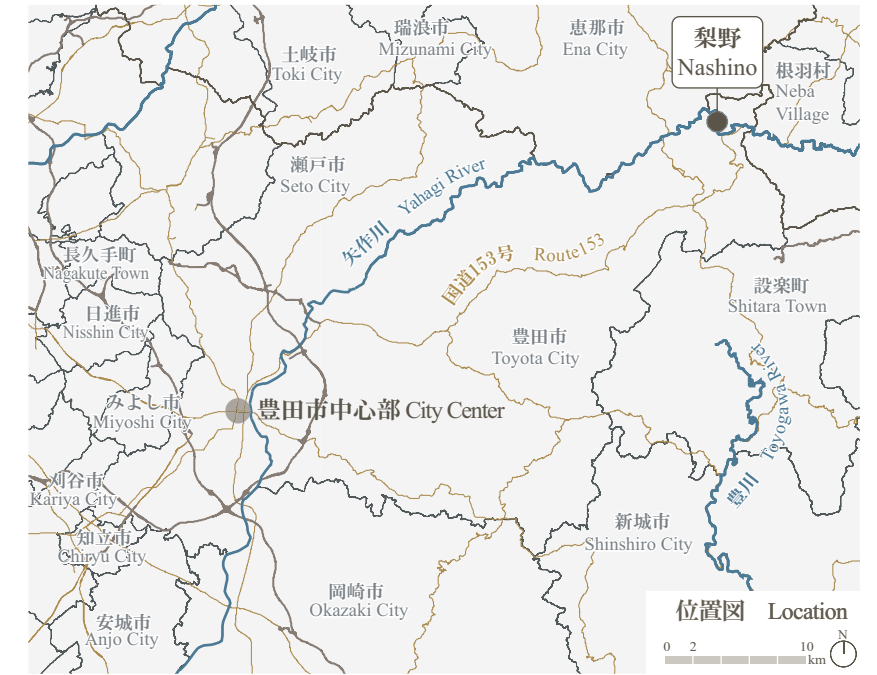 瑞浪市
Mizunami City
恵那市
Ena City
梨野
Nashino
土岐市
Toki City
根羽村
Neba
Village
瀬戸市
Seto City
矢作川 Yahagi River
国道153号 Route153
長久手町
Nagakute Town
日進市
Nisshin City
設楽町
Shitara Town
豊田市
Toyota City
みよし市
Miyoshi City
豊田市中心部 City Center
豊川 Toyogawa River
刈谷市
Kariya City
知立市
Chiryu City
新城市
Shinshiro City
岡崎市
Okazaki City
安城市
Anjo City
位置図 Location
0 2 10
km
N